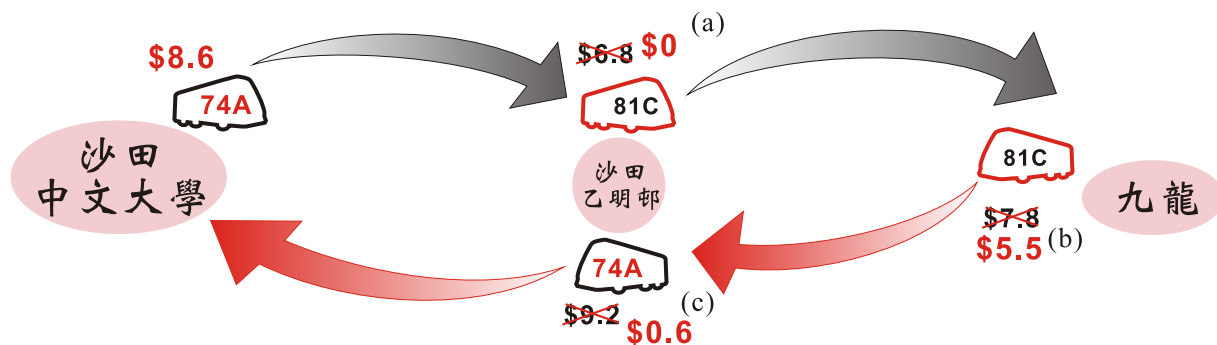 (a)
$8.6
$6.8 $0
74A
81C
沙田
中文大學
沙田
乙明邨
81C
九龍
$7.8
$5.5 (b)
74A
$9.2 (c)
$0.6